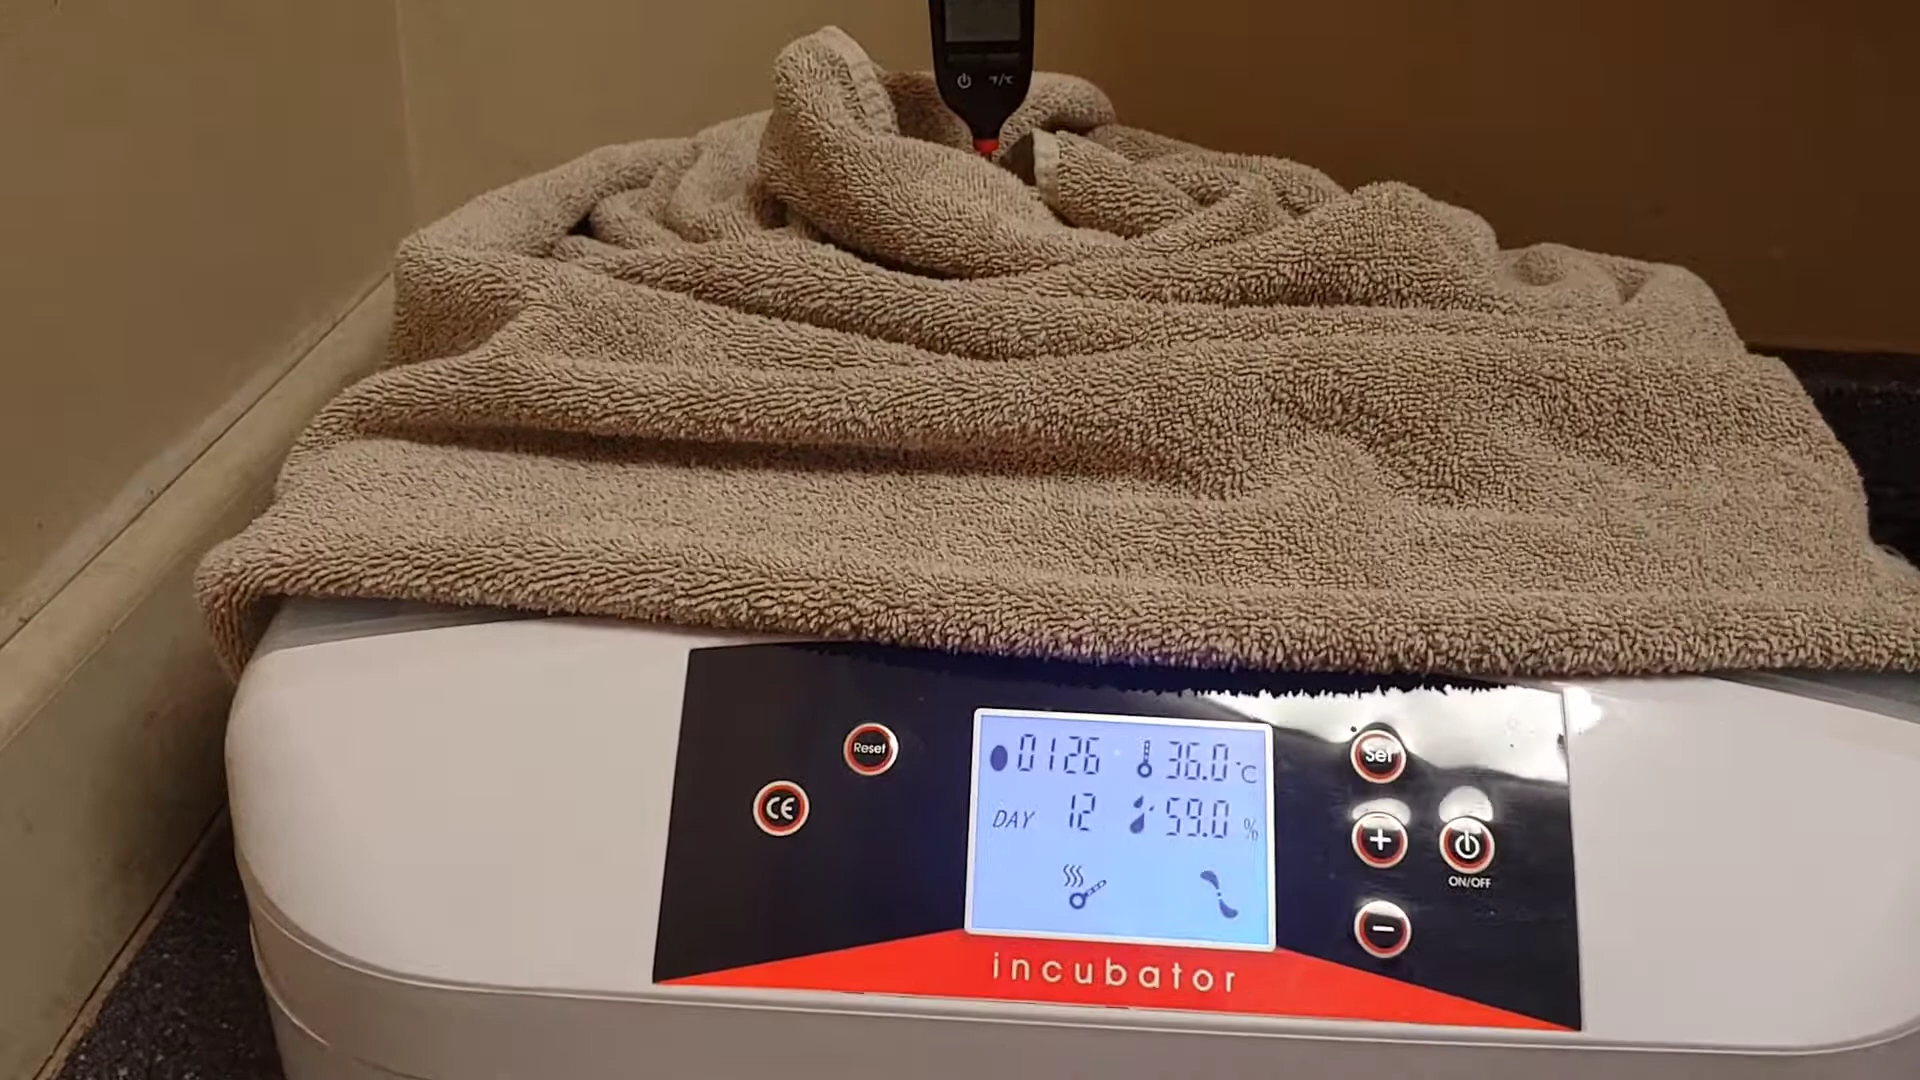 °F/°C
Reset
CE
0126 36.0 °C
DAY 12 59.0 %
Set
+
ON/OFF
−
incubator